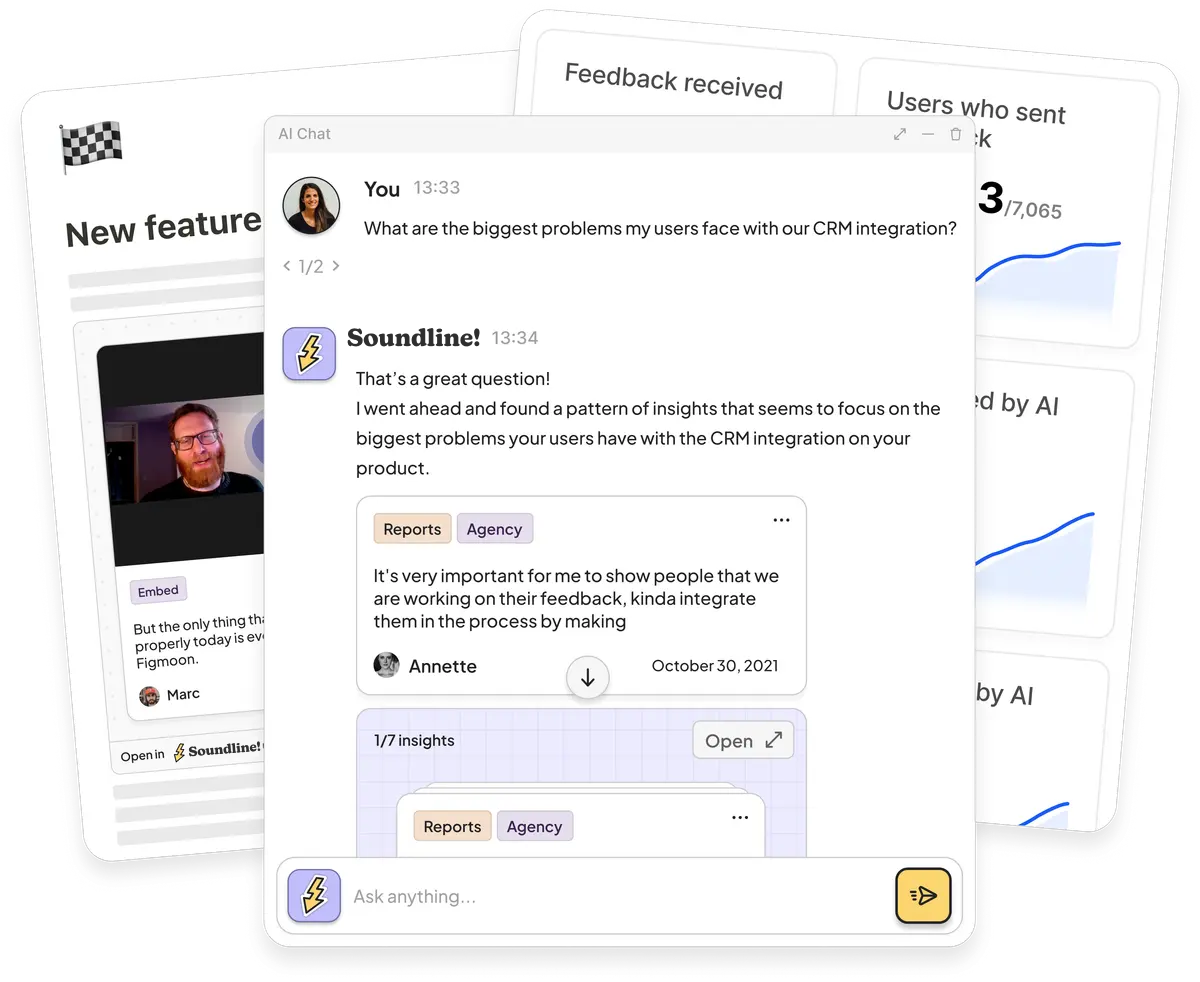 Feedback received
Users who sent
ck
3/7,065
ed by AI
by AI
New feature
Embed
But the only thing tha
properly today is eve
Figmoon.
Marc
Open in Soundline!
AI Chat
You 13:33
What are the biggest problems my users face with our CRM integration?
< 1/2 >
Soundline! 13:34
That’s a great question!
I went ahead and found a pattern of insights that seems to focus on the
biggest problems your users have with the CRM integration on your
product.
Reports Agency
It's very important for me to show people that we
are working on their feedback, kinda integrate
them in the process by making
Annette October 30, 2021
1/7 insights Open
Reports Agency
Ask anything...